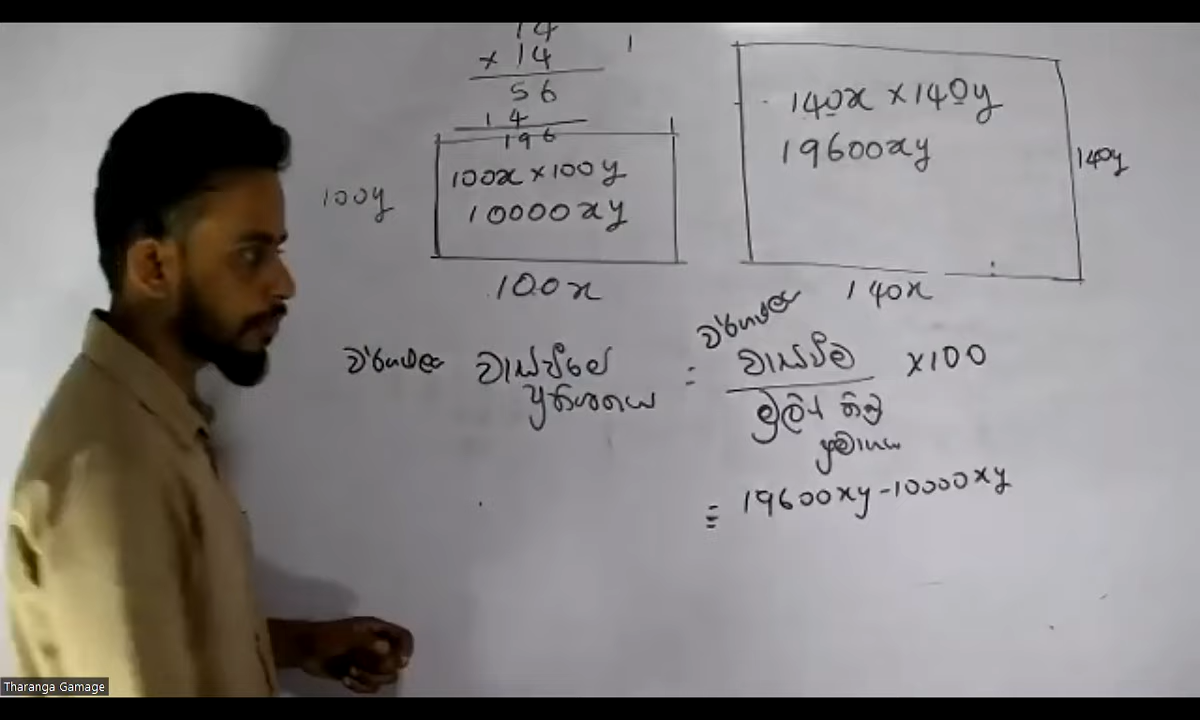 14
× 14
56
14
196
100x × 100y
10000xy
100y
100x
140x × 140y
19600xy
140y
140x
වර්ගඵල වැඩිවීමේ ප්‍රතිශතය = වර්ගඵල වැඩිවීම × 100
මුලින් තිබූ
ප්‍රමාණය
= 19600xy - 10000xy
Tharanga Gamage